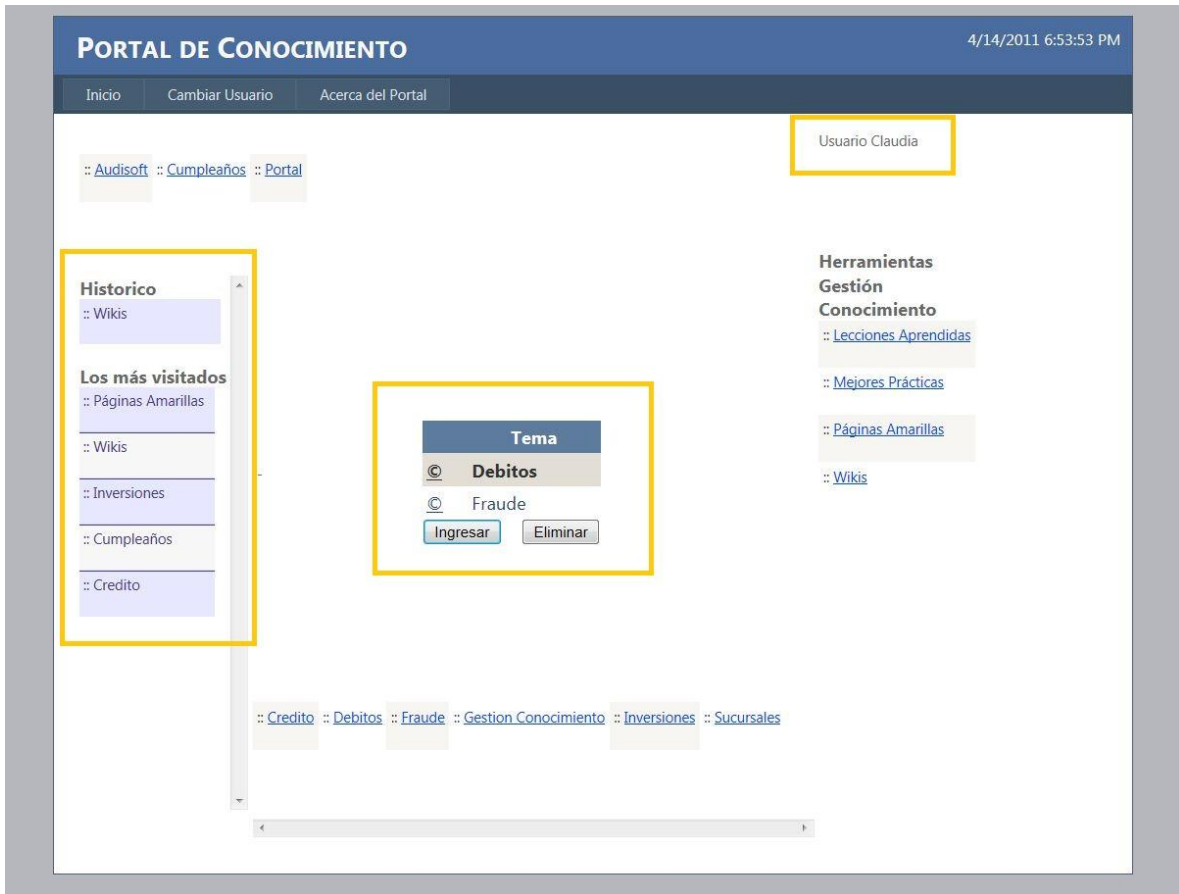 PORTAL DE CONOCIMIENTO
4/14/2011 6:53:53 PM
Inicio Cambiar Usuario Acerca del Portal
Usuario Claudia
:: Audisoft :: Cumpleaños :: Portal
Historico
:: Wikis
Los más visitados
:: Páginas Amarillas
:: Wikis
:: Inversiones
:: Cumpleaños
:: Credito
Tema
© Debitos
© Fraude
Ingresar Eliminar
Herramientas
Gestión
Conocimiento
:: Lecciones Aprendidas
:: Mejores Prácticas
:: Páginas Amarillas
:: Wikis
:: Credito :: Debitos :: Fraude :: Gestion Conocimiento :: Inversiones :: Sucursales